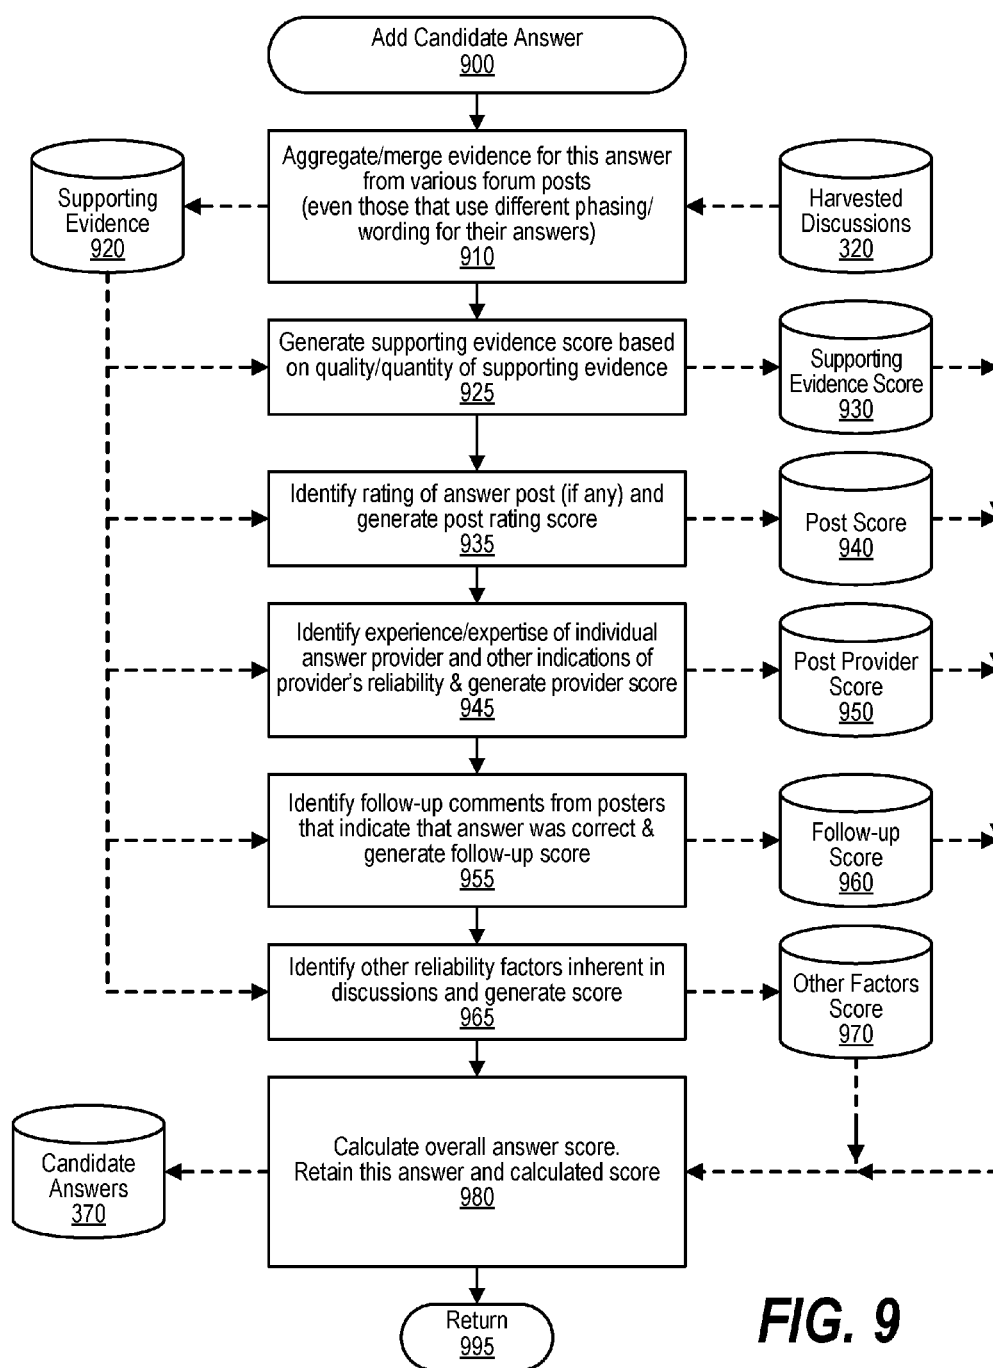 Add Candidate Answer
900
Aggregate/merge evidence for this answer
from various forum posts
(even those that use different phasing/
wording for their answers)
910
Supporting
Evidence
920
Harvested
Discussions
320
Generate supporting evidence score based
on quality/quantity of supporting evidence
925
Supporting
Evidence Score
930
Identify rating of answer post (if any) and
generate post rating score
935
Post Score
940
Identify experience/expertise of individual
answer provider and other indications of
provider's reliability & generate provider score
945
Post Provider
Score
950
Identify follow-up comments from posters
that indicate that answer was correct &
generate follow-up score
955
Follow-up
Score
960
Identify other reliability factors inherent in
discussions and generate score
965
Other Factors
Score
970
Calculate overall answer score.
Retain this answer and calculated score
980
Candidate
Answers
370
Return
995
FIG. 9